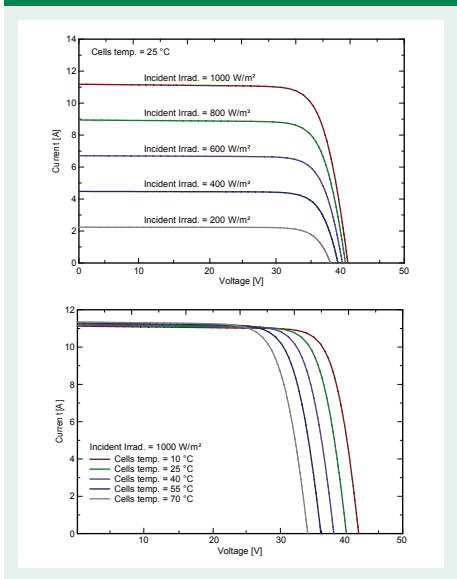 14
Cells temp. = 25 °C
12
Incident Irrad. = 1000 W/m²
10
Incident Irrad. = 800 W/m²
8
Current [A]
Incident Irrad. = 600 W/m²
6
Incident Irrad. = 400 W/m²
4
Incident Irrad. = 200 W/m²
2
0
0 10 20 30 40 50
Voltage [V]
12
10
8
Current [A]
6
Incident Irrad. = 1000 W/m²
Cells temp. = 10 °C
4
Cells temp. = 25 °C
Cells temp. = 40 °C
Cells temp. = 55 °C
2
Cells temp. = 70 °C
0
10 20 30 40 50
Voltage [V]